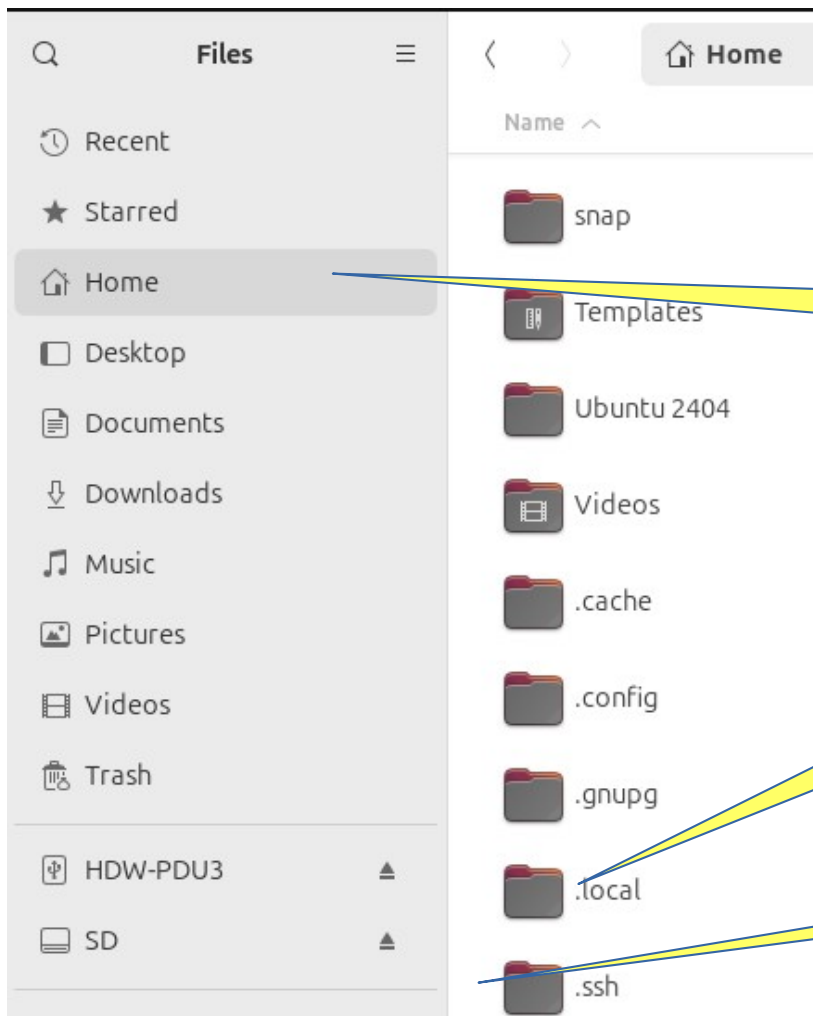 Files
Recent
Starred
Home
Desktop
Documents
Downloads
Music
Pictures
Videos
Trash
HDW-PDU3
SD
Home
Name
snap
Templates
Ubuntu 2404
Videos
.cache
.config
.gnupg
.local
.ssh